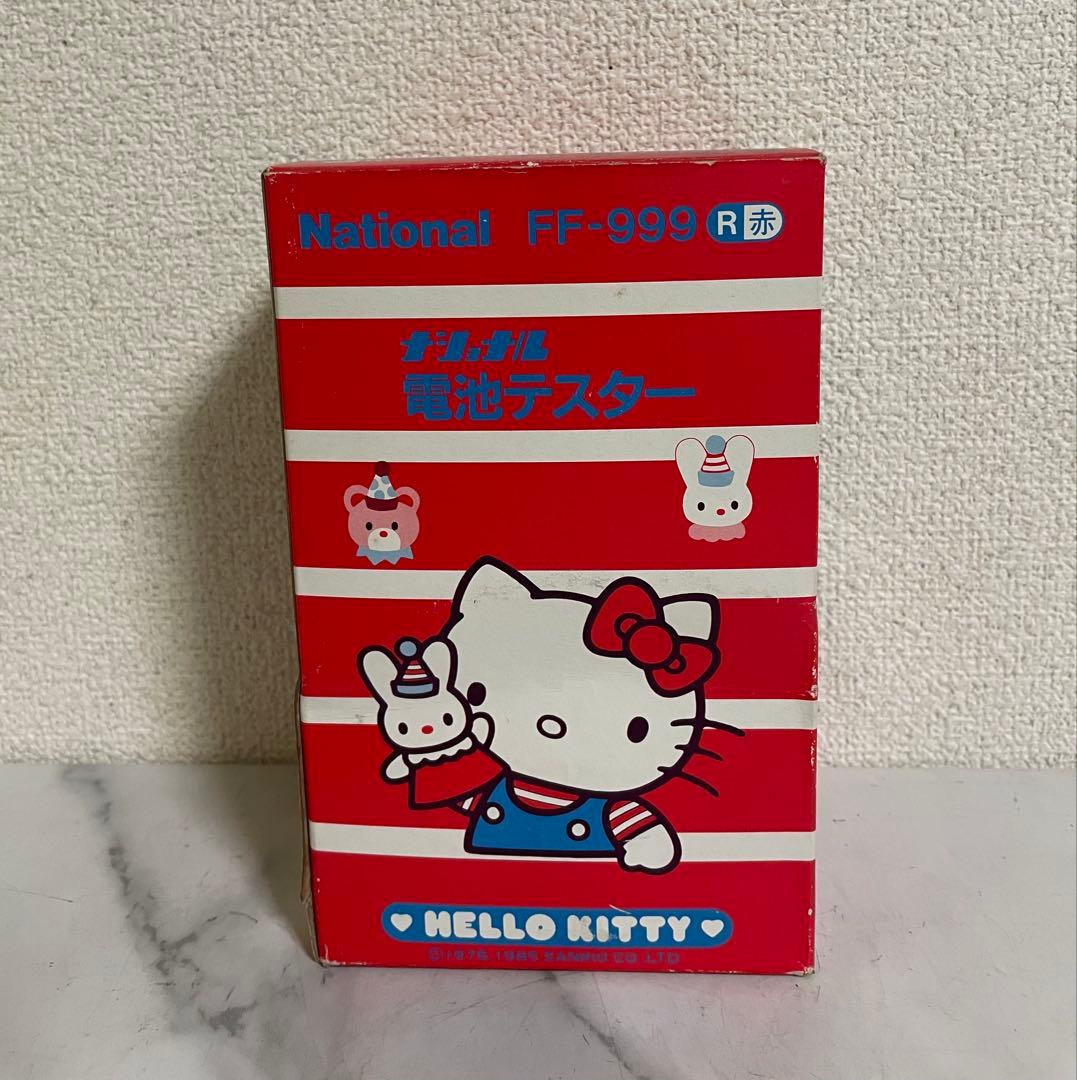 National FF-999 R赤
ナショナル
電池テスター
HELLO KITTY
©1976, 1985 SANRIO CO., LTD